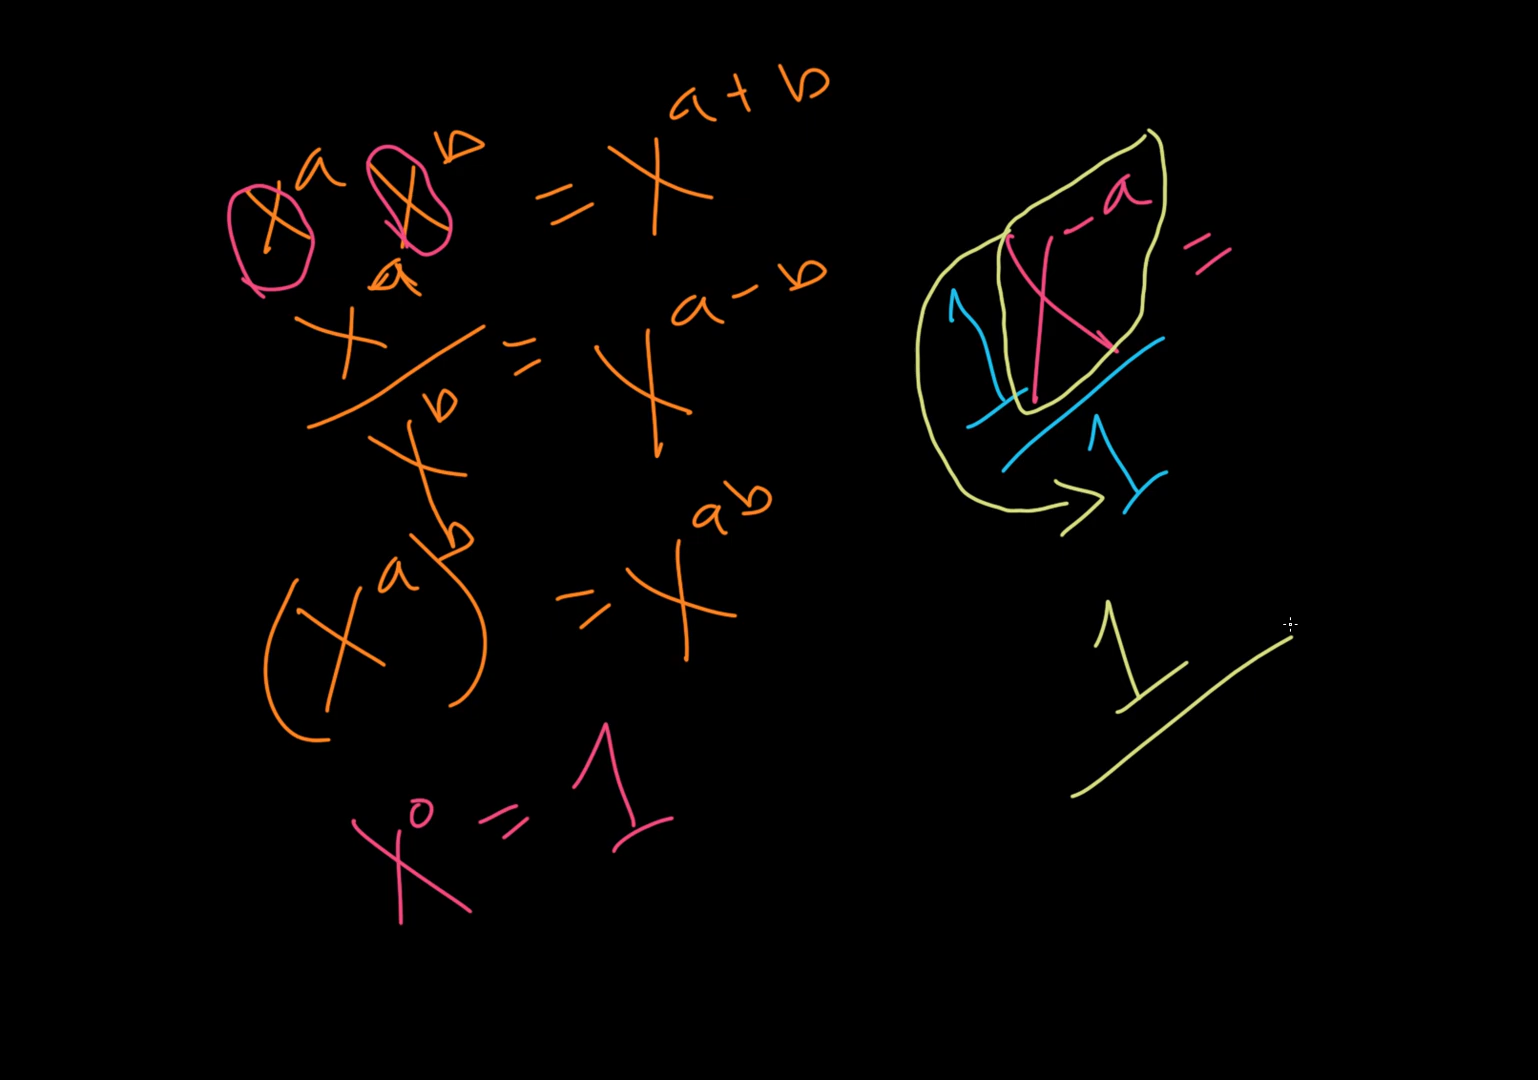 x^a x^b = x^{a+b}
x^a / x^b = x^{a-b}
(x^a)^b = x^{ab}
x^0 = 1
1 x^{-a} / 1 =
1 /